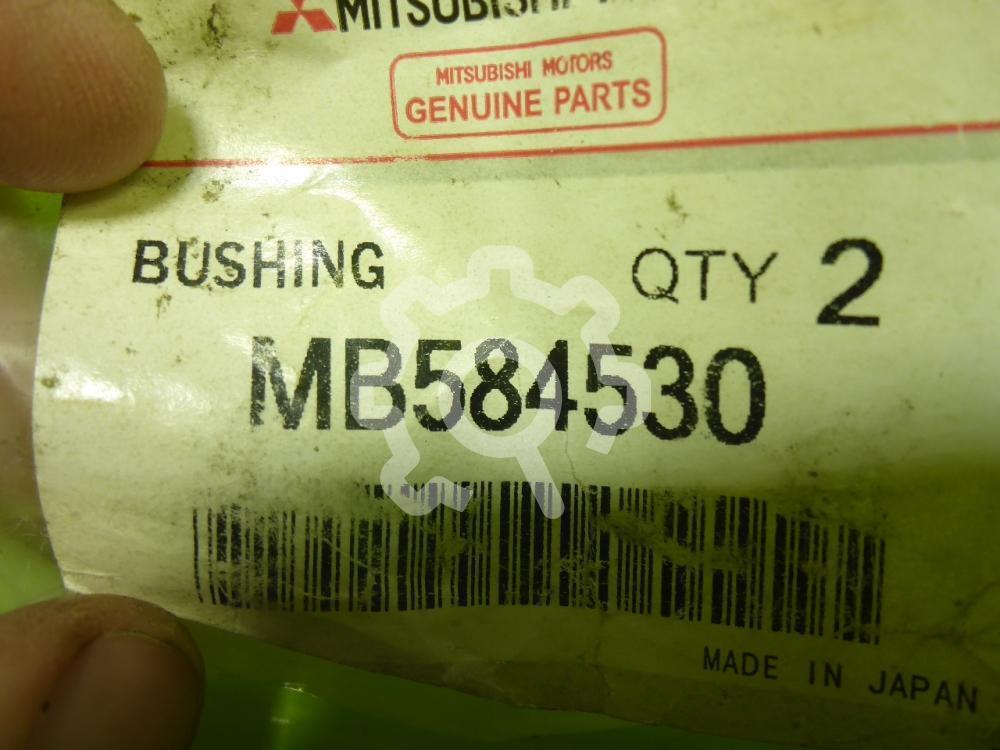 MITSUBISHI
MITSUBISHI MOTORS
GENUINE PARTS
BUSHING QTY 2
MB584530
MADE IN JAPAN